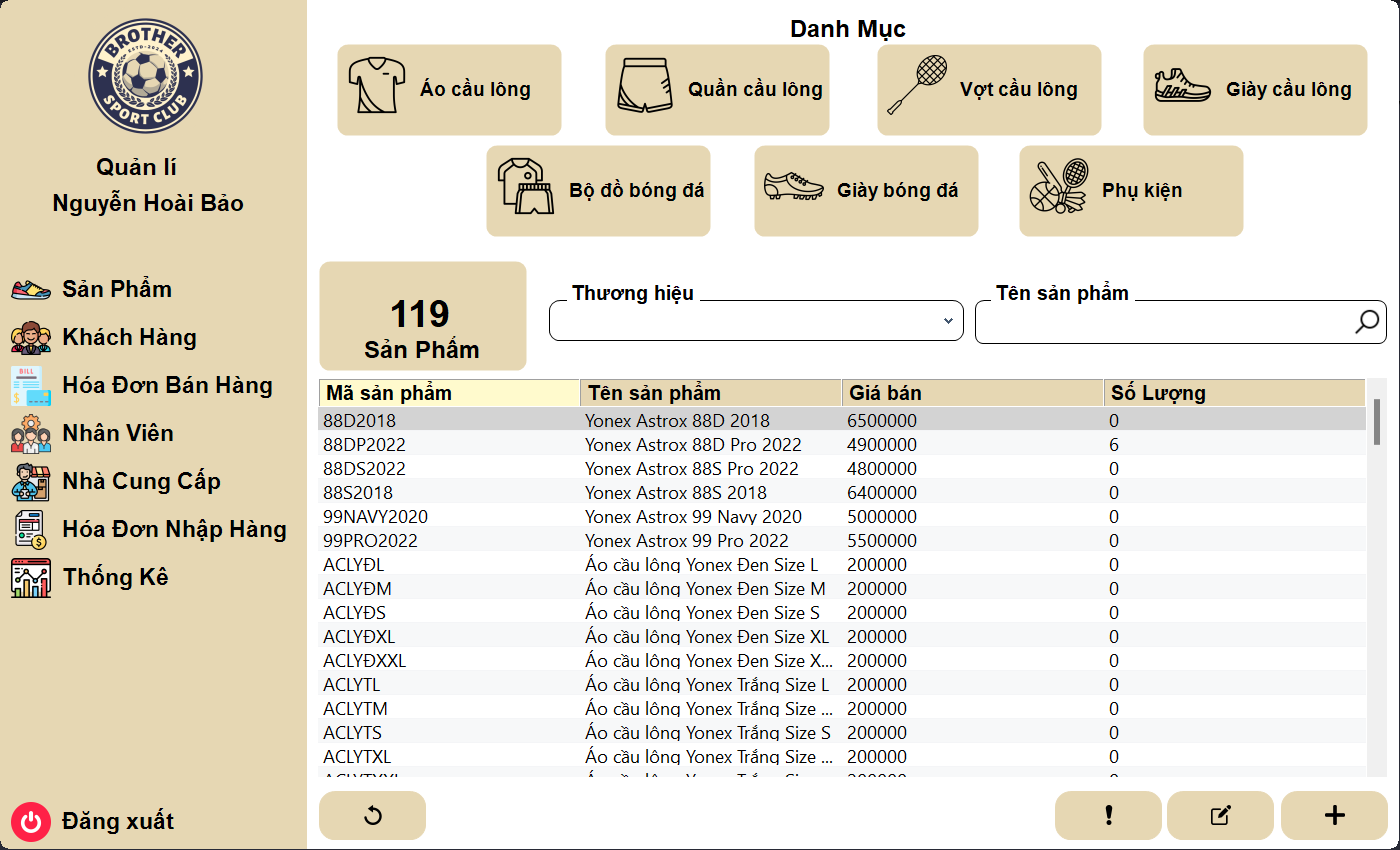 BROTHER
ESTD-2024
SPORT CLUB
Quản lí
Nguyễn Hoài Bảo
Sản Phẩm
Khách Hàng
BILL
Hóa Đơn Bán Hàng
Nhân Viên
Nhà Cung Cấp
Hóa Đơn Nhập Hàng
Thống Kê
Đăng xuất
Danh Mục
Áo cầu lông
Quần cầu lông
Vợt cầu lông
Giày cầu lông
Bộ đồ bóng đá
Giày bóng đá
Phụ kiện
119
Sản Phấm
Thương hiệu
Tên sản phẩm
Mã sản phẩm Tên sản phẩm Giá bán Số Lượng
88D2018 Yonex Astrox 88D 2018 6500000 0
88DP2022 Yonex Astrox 88D Pro 2022 4900000 6
88DS2022 Yonex Astrox 88S Pro 2022 4800000 0
88S2018 Yonex Astrox 88S 2018 6400000 0
99NAVY2020 Yonex Astrox 99 Navy 2020 5000000 0
99PRO2022 Yonex Astrox 99 Pro 2022 5500000 0
ACLYĐL Áo cầu lông Yonex Đen Size L 200000 0
ACLYĐM Áo cầu lông Yonex Đen Size M 200000 0
ACLYĐS Áo cầu lông Yonex Đen Size S 200000 0
ACLYĐXL Áo cầu lông Yonex Đen Size XL 200000 0
ACLYĐXXL Áo cầu lông Yonex Đen Size X... 200000 0
ACLYTL Áo cầu lông Yonex Trắng Size L 200000 0
ACLYTM Áo cầu lông Yonex Trắng Size ... 200000 0
ACLYTS Áo cầu lông Yonex Trắng Size S 200000 0
ACLYTXL Áo cầu lông Yonex Trắng Size ... 200000 0